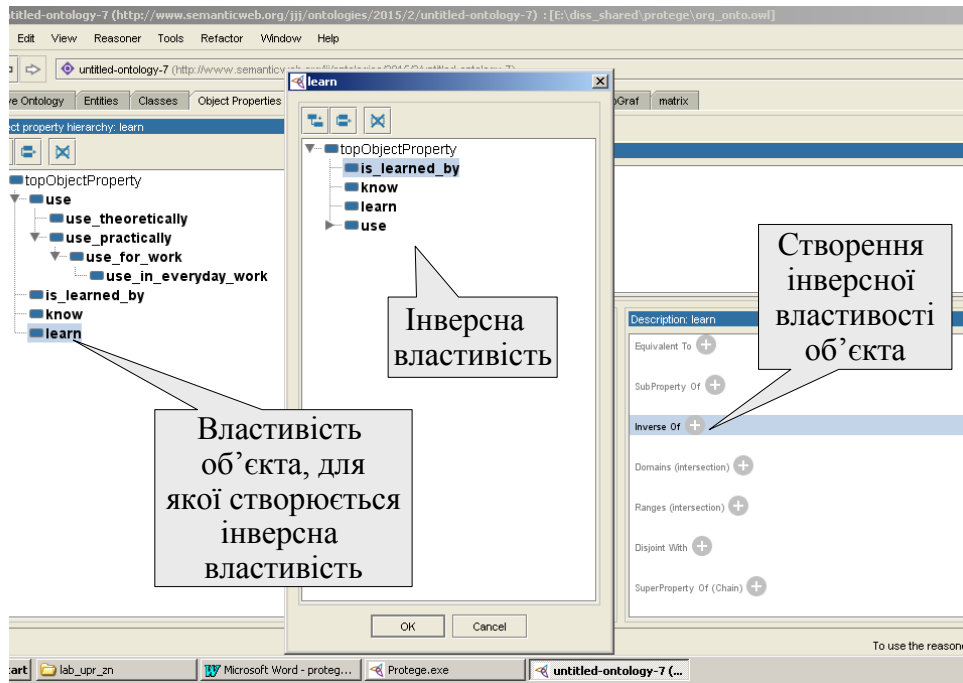 ntitled-ontology-7 (http://www.semanticweb.org/jjj/ontologies/2015/2/untitled-ontology-7) : [E:\diss_shared\protege\org_onto.owl]
Edit View Reasoner Tools Refactor Window Help
untitled-ontology-7
Entities Classes Object Properties
matrix
learn
ect property hierarchy: learn
topObjectProperty
use
use_theoretically
use_practically
use_for_work
use_in_everyday_work
is_learned_by
know
learn
topObjectProperty
is_learned_by
know
learn
use
Інверсна
властивість
Створення
інверсної
властивості
об’єкта
Властивість
об’єкта, для
якої створюється
інверсна
властивість
Description: learn
Equivalent To
SubProperty Of
Inverse Of
Domains (intersection)
Ranges (intersection)
Disjoint With
SuperProperty Of (Chain)
OK Cancel
To use the reason
tart lab_upr_zn Microsoft Word - proteg... Protege.exe untitled-ontology-7 (...